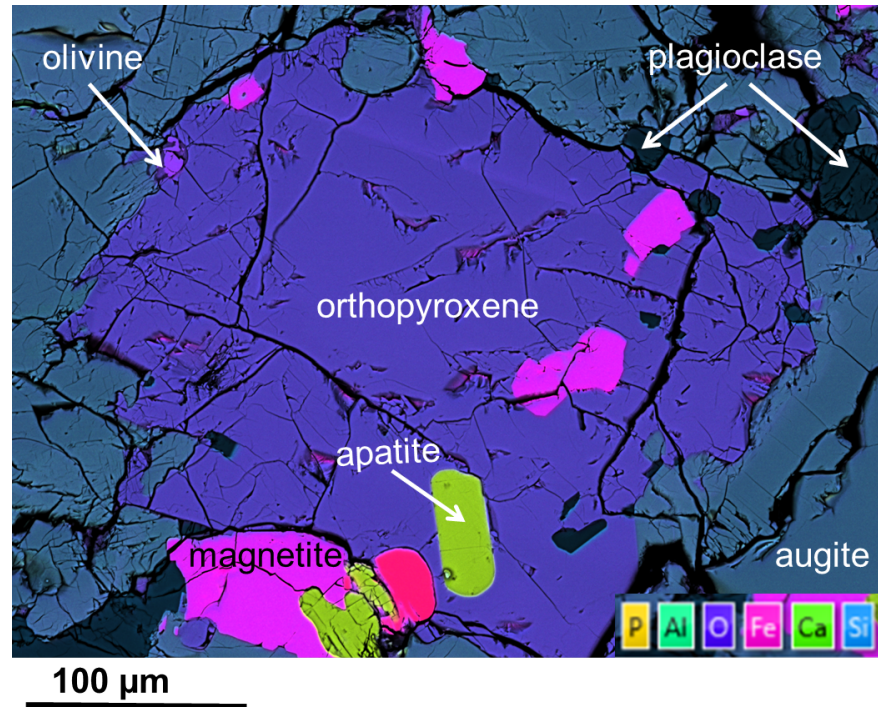 olivine
plagioclase
orthopyroxene
apatite
magnetite
augite
P Al O Fe Ca Si
100 µm